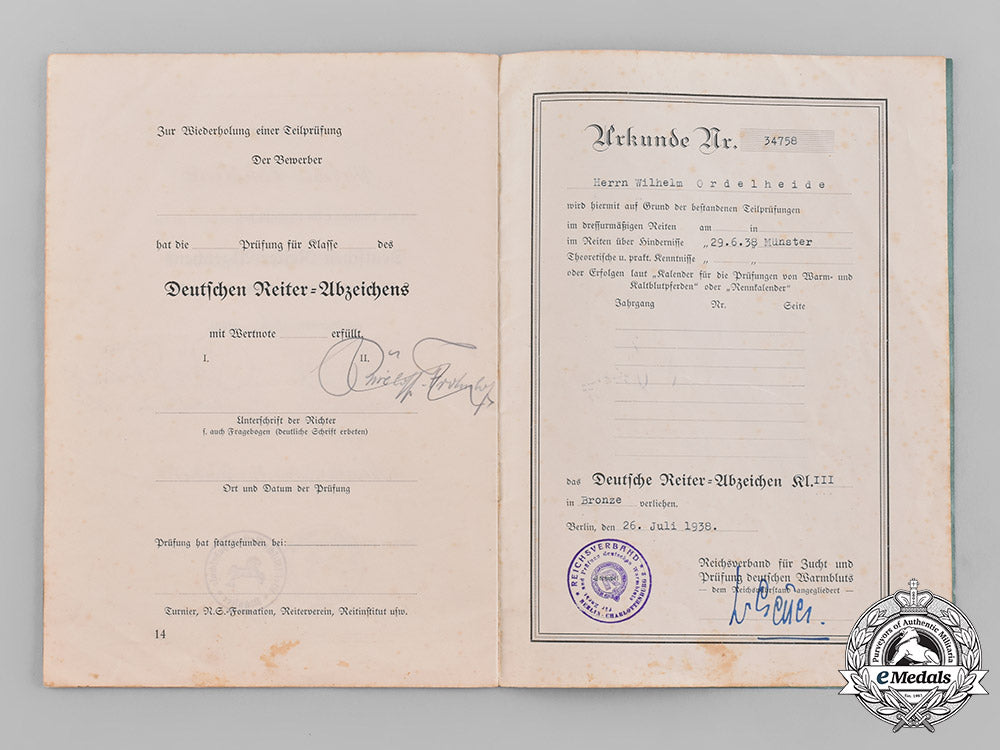 Zur Wiederholung einer Teilprüfung
Der Bewerber
hat die Prüfung für Klasse des
Deutschen Reiter=Abzeichens
mit Wertnote erfüllt.
I. II.
Unterschrift der Richter
s. auch Fragebogen (deutliche Schrift erbeten)
Ort und Datum der Prüfung
Prüfung hat stattgefunden bei:
Turnier, N.S.-Formation, Reiterverein, Reitinstitut usw.
14
Urkunde Nr. 34758
Herrn Wilhelm Ordelheide
wird hiermit auf Grund der bestandenen Teilprüfungen
im dressurmäßigen Reiten am in
im Reiten über Hindernisse „29.6.38 Münster
Theoretische u. prakt. Kenntnisse „ „
oder Erfolgen laut „Kalender für die Prüfungen von Warm- und
Kaltblutpferden“ oder „Rennkalender“
Jahrgang Nr. Seite
das Deutsche Reiter=Abzeichen Kl. III
in Bronze verliehen.
Berlin, den 26. Juli 1938.
REICHSVERBAND
BERLIN-CHARLOTTENBURG 2
Reichsverband für Zucht und
Prüfung deutschen Warmbluts
— dem Reichsnährstand angegliedert —
Purveyors of Authentic Militaria
eMedals